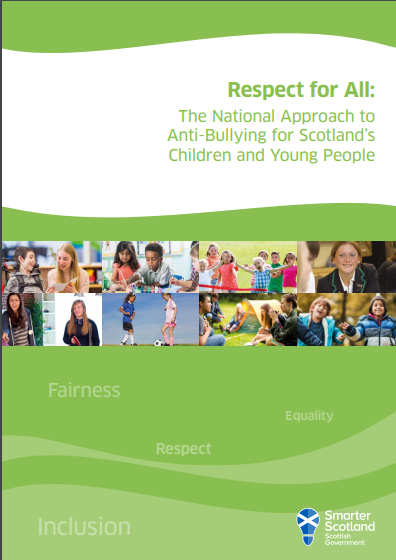 Respect for All:
The National Approach to
Anti-Bullying for Scotland's
Children and Young People
Fairness
Equality
Respect
Inclusion
Smarter
Scotland
Scottish
Government